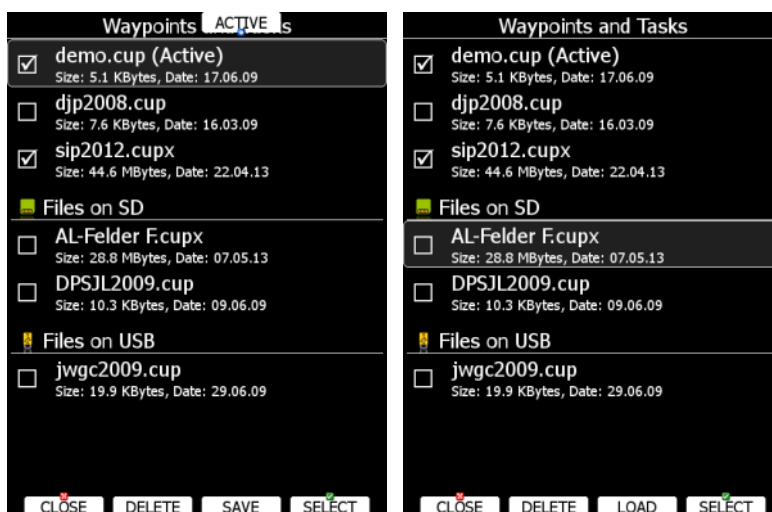 Waypoints and Tasks
ACTIVE
demo.cup (Active)
Size: 5.1 KBytes, Date: 17.06.09
djp2008.cup
Size: 7.6 KBytes, Date: 16.03.09
sip2012.cupx
Size: 44.6 MBytes, Date: 22.04.13
Files on SD
AL-Felder F.cupx
Size: 28.8 MBytes, Date: 07.05.13
DPSJL2009.cup
Size: 10.3 KBytes, Date: 09.06.09
Files on USB
jwgc2009.cup
Size: 19.9 KBytes, Date: 29.06.09
CLOSE DELETE SAVE SELECT
Waypoints and Tasks
demo.cup (Active)
Size: 5.1 KBytes, Date: 17.06.09
djp2008.cup
Size: 7.6 KBytes, Date: 16.03.09
sip2012.cupx
Size: 44.6 MBytes, Date: 22.04.13
Files on SD
AL-Felder F.cupx
Size: 28.8 MBytes, Date: 07.05.13
DPSJL2009.cup
Size: 10.3 KBytes, Date: 09.06.09
Files on USB
jwgc2009.cup
Size: 19.9 KBytes, Date: 29.06.09
CLOSE DELETE LOAD SELECT